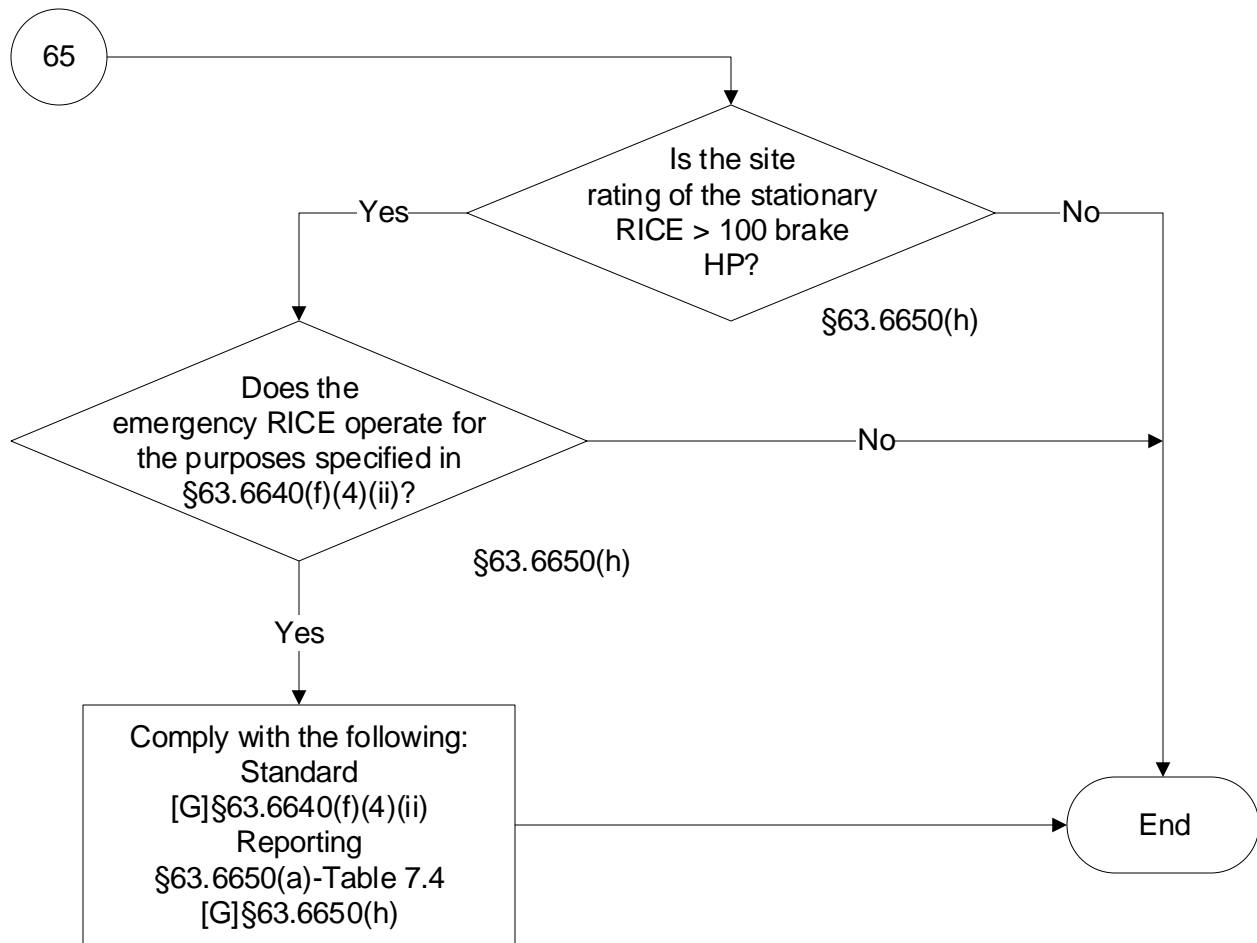 65
Is the site
rating of the stationary
RICE > 100 brake
HP?
Yes
No
§63.6650(h)
Does the
emergency RICE operate for
the purposes specified in
§63.6640(f)(4)(ii)?
No
§63.6650(h)
Yes
Comply with the following:
Standard
[G]§63.6640(f)(4)(ii)
Reporting
§63.6650(a)-Table 7.4
[G]§63.6650(h)
End